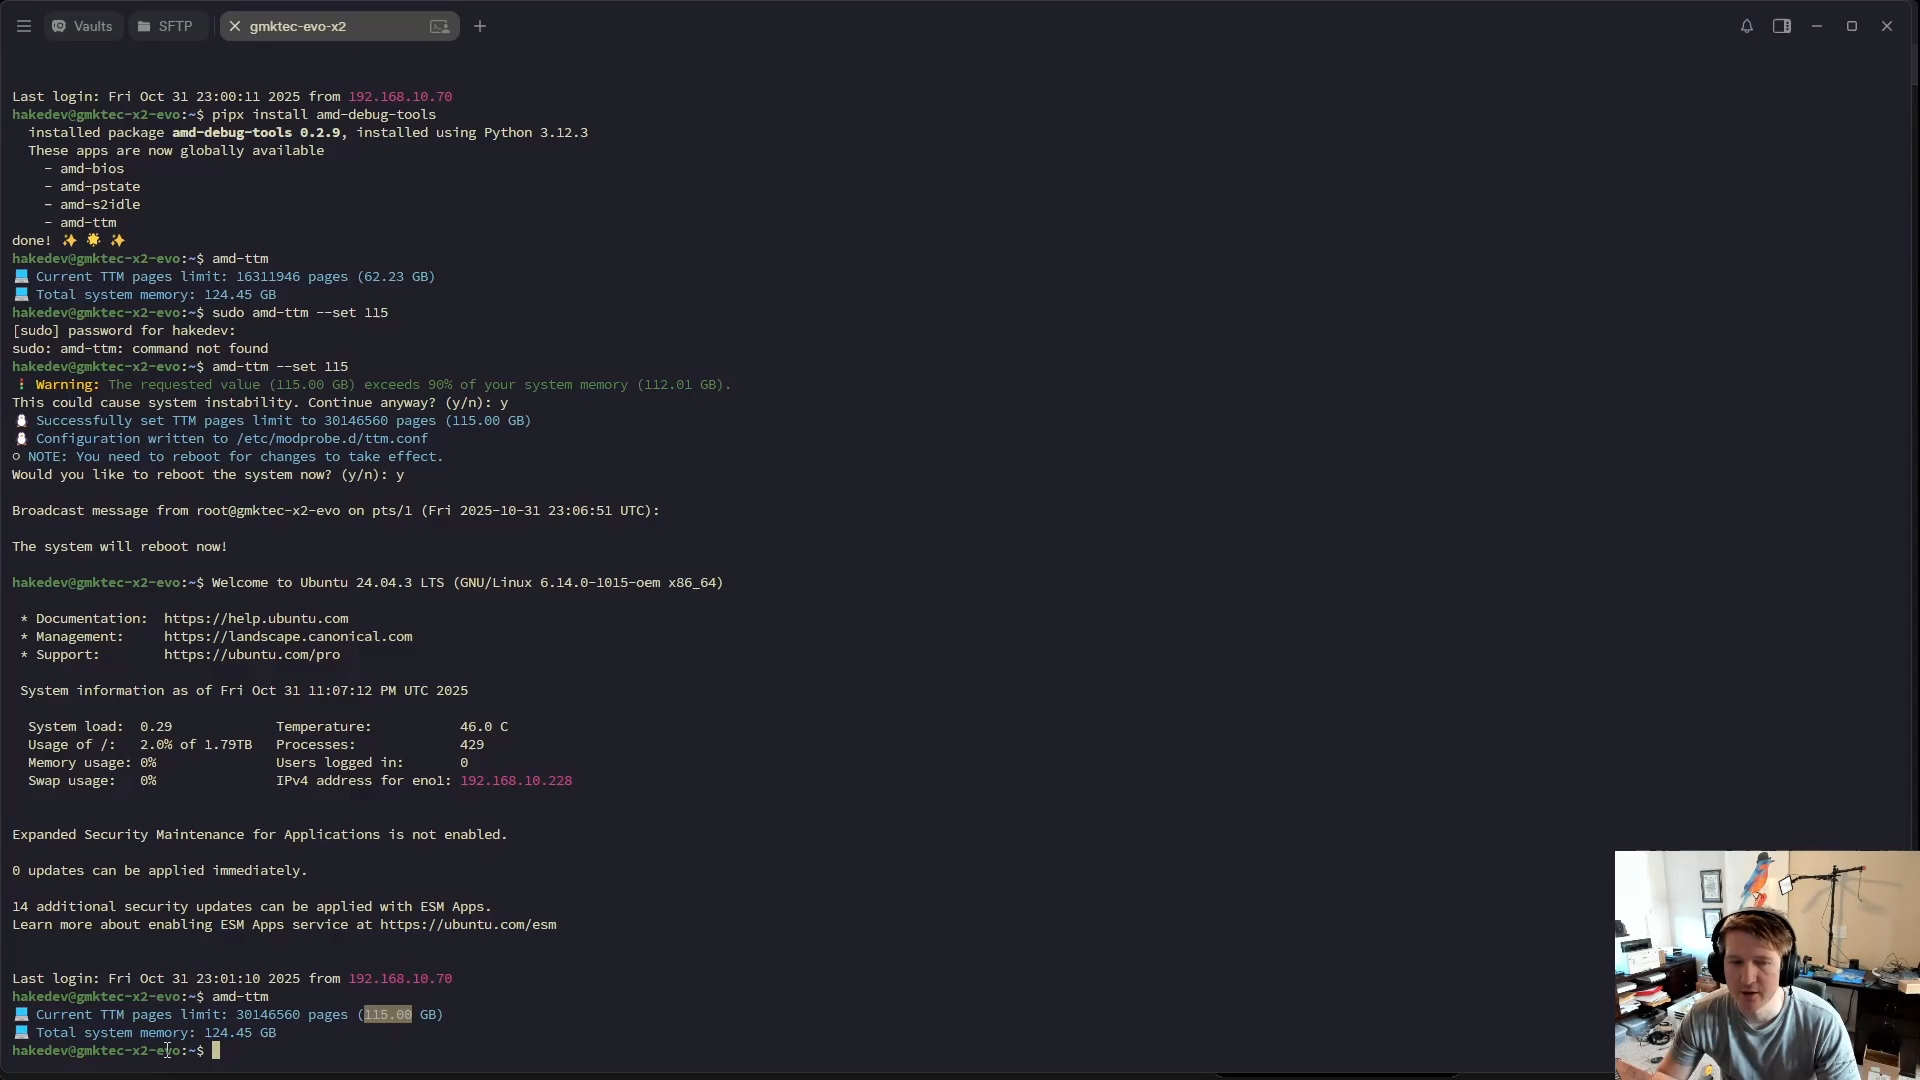 Vaults SFTP gmktec-evo-x2
Last login: Fri Oct 31 23:00:11 2025 from 192.168.10.70
hakedev@gmktec-x2-evo:~$ pipx install amd-debug-tools
installed package amd-debug-tools 0.2.9, installed using Python 3.12.3
These apps are now globally available
- amd-bios
- amd-pstate
- amd-s2idle
- amd-ttm
done! ✨ 🌟 ✨
hakedev@gmktec-x2-evo:~$ amd-ttm
💻 Current TTM pages limit: 16311946 pages (62.23 GB)
💻 Total system memory: 124.45 GB
hakedev@gmktec-x2-evo:~$ sudo amd-ttm --set 115
[sudo] password for hakedev:
sudo: amd-ttm: command not found
hakedev@gmktec-x2-evo:~$ amd-ttm --set 115
🚦 Warning: The requested value (115.00 GB) exceeds 90% of your system memory (112.01 GB).
This could cause system instability. Continue anyway? (y/n): y
🐧 Successfully set TTM pages limit to 30146560 pages (115.00 GB)
🐧 Configuration written to /etc/modprobe.d/ttm.conf
○ NOTE: You need to reboot for changes to take effect.
Would you like to reboot the system now? (y/n): y
Broadcast message from root@gmktec-x2-evo on pts/1 (Fri 2025-10-31 23:06:51 UTC):
The system will reboot now!
hakedev@gmktec-x2-evo:~$ Welcome to Ubuntu 24.04.3 LTS (GNU/Linux 6.14.0-1015-oem x86_64)
* Documentation: https://help.ubuntu.com
* Management: https://landscape.canonical.com
* Support: https://ubuntu.com/pro
System information as of Fri Oct 31 11:07:12 PM UTC 2025
System load: 0.29 Temperature: 46.0 C
Usage of /: 2.0% of 1.79TB Processes: 429
Memory usage: 0% Users logged in: 0
Swap usage: 0% IPv4 address for eno1: 192.168.10.228
Expanded Security Maintenance for Applications is not enabled.
0 updates can be applied immediately.
14 additional security updates can be applied with ESM Apps.
Learn more about enabling ESM Apps service at https://ubuntu.com/esm
Last login: Fri Oct 31 23:01:10 2025 from 192.168.10.70
hakedev@gmktec-x2-evo:~$ amd-ttm
💻 Current TTM pages limit: 30146560 pages (115.00 GB)
💻 Total system memory: 124.45 GB
hakedev@gmktec-x2-evo:~$